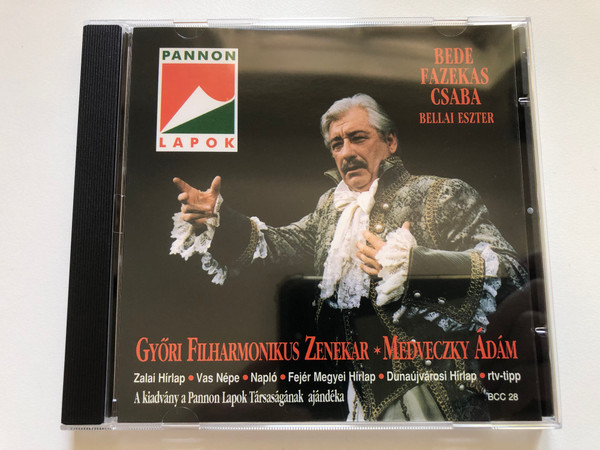 PANNON
LAPOK
BEDE
FAZEKAS
CSABA
BELLAI ESZTER
GYŐRI FILHARMONIKUS ZENEKAR * MEDVECZKY ÁDÁM
Zalai Hírlap • Vas Népe • Napló • Fejér Megyei Hírlap • Dunaújvárosi Hírlap • rtv-tipp
A kiadvány a Pannon Lapok Társaságának ajándéka
BCC 28